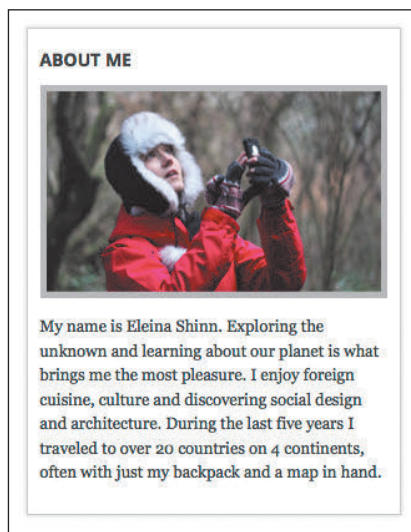 ABOUT ME
My name is Eleina Shinn. Exploring the
unknown and learning about our planet is what
brings me the most pleasure. I enjoy foreign
cuisine, culture and discovering social design
and architecture. During the last five years I
traveled to over 20 countries on 4 continents,
often with just my backpack and a map in hand.